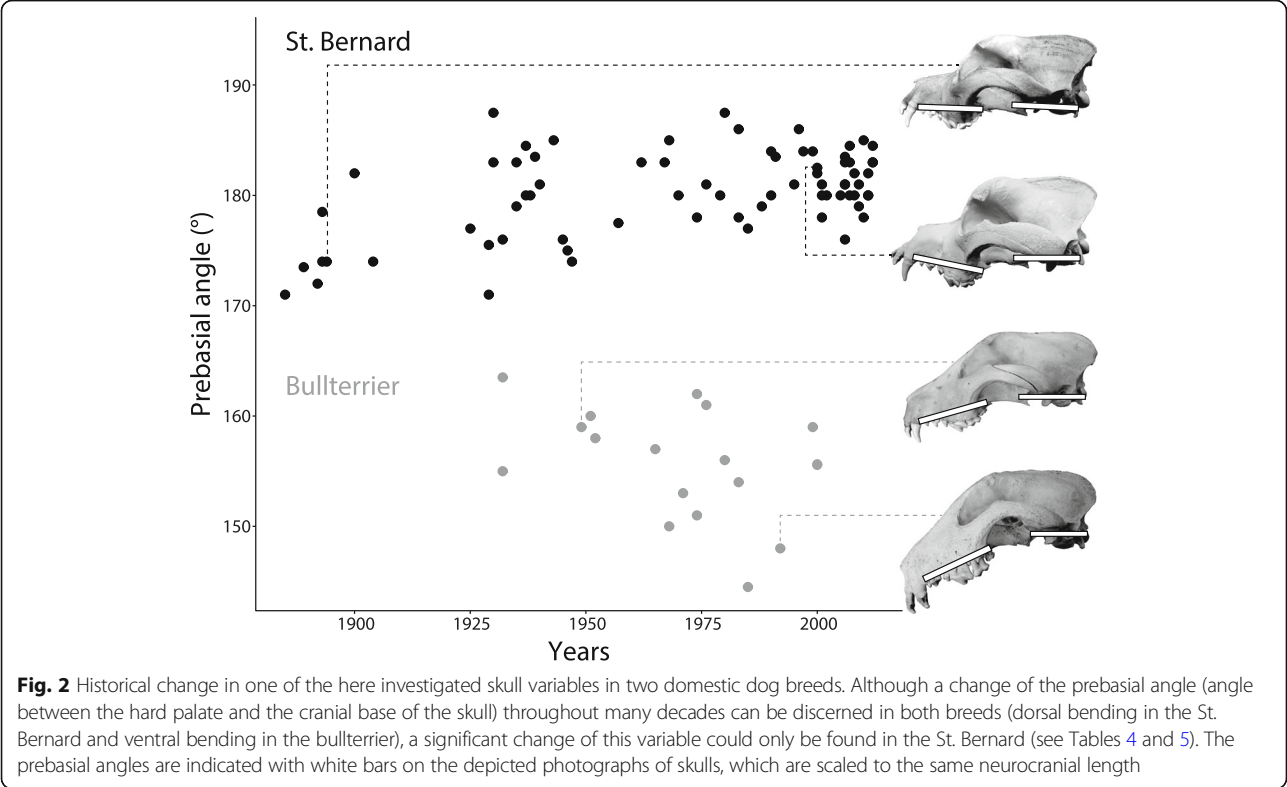 St. Bernard
190
180
170
160
150
Prebasial angle (°)
Bullterrier
1900 1925 1950 1975 2000
Years
Fig. 2 Historical change in one of the here investigated skull variables in two domestic dog breeds. Although a change of the prebasial angle (angle
between the hard palate and the cranial base of the skull) throughout many decades can be discerned in both breeds (dorsal bending in the St.
Bernard and ventral bending in the bullterrier), a significant change of this variable could only be found in the St. Bernard (see Tables 4 and 5). The
prebasial angles are indicated with white bars on the depicted photographs of skulls, which are scaled to the same neurocranial length